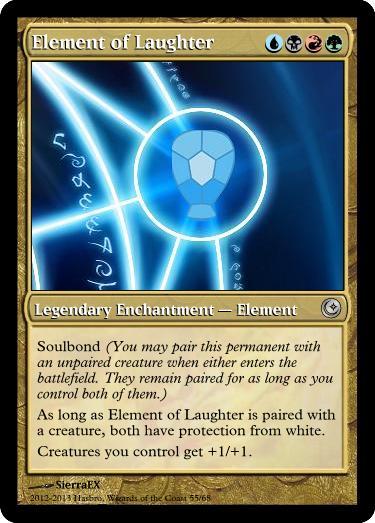 Element of Laughter
Legendary Enchantment — Element
Soulbond (You may pair this permanent with
an unpaired creature when either enters the
battlefield. They remain paired for as long as you
control both of them.)
As long as Element of Laughter is paired with
a creature, both have protection from white.
Creatures you control get +1/+1.
SierraEX
2012-2013 Hasbro, Wizards of the Coast 55/68